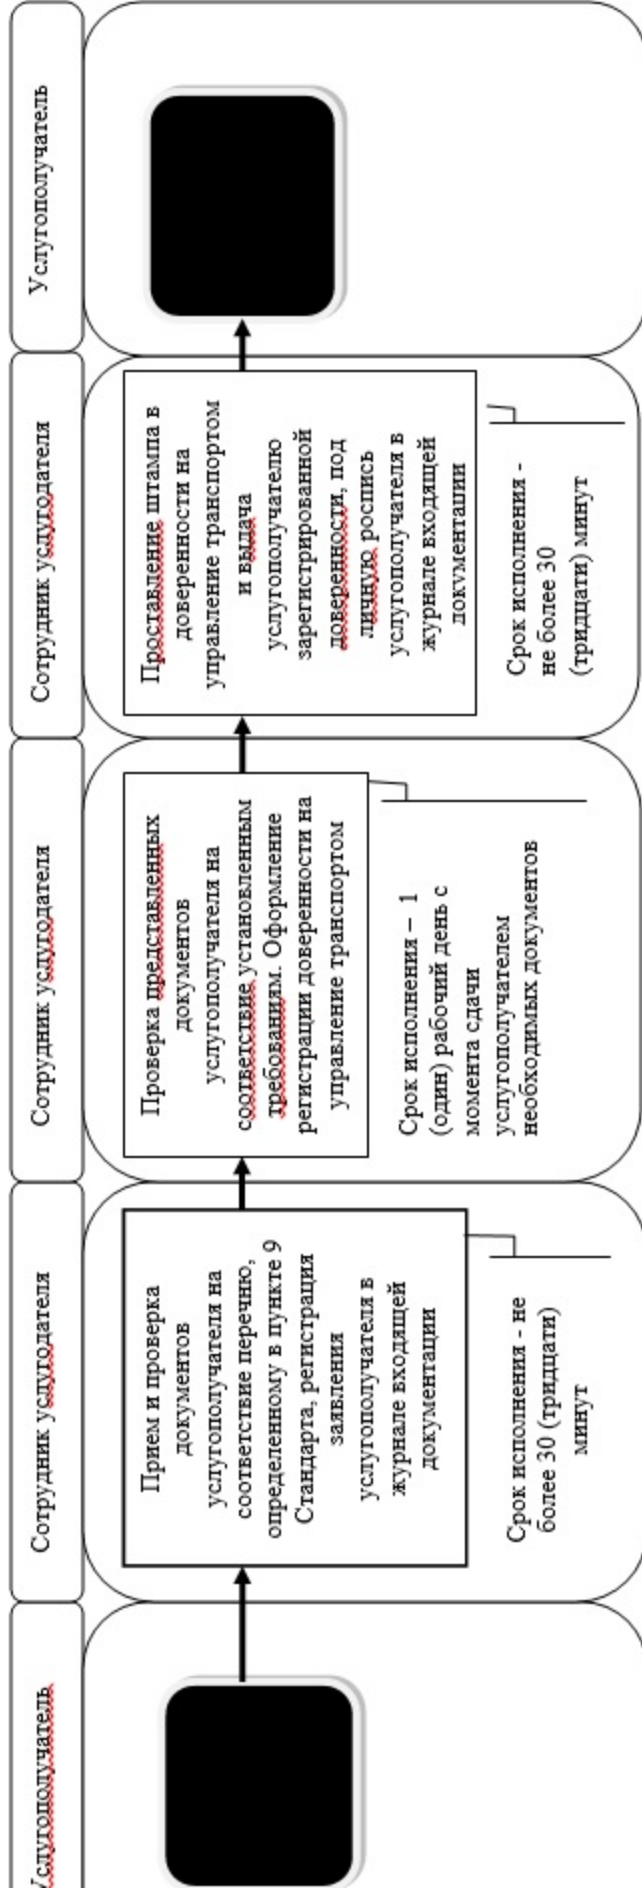 Услугополучатель
Сотрудник услугодателя
Сотрудник услугодателя
Сотрудник услугодателя
Услугополучатель
Прием и проверка
документов
услугополучателя на
соответствие перечню,
определенному в пункте 9
Стандарта, регистрация
заявления
услугополучателя в
журнале входящей
документации
Срок исполнения - не
более 30 (тридцати)
минут
Проверка представленных
документов
услугополучателя на
соответствие установленным
требованиям. Оформление
регистрации доверенности на
управление транспортом
Срок исполнения – 1
(один) рабочий день с
момента сдачи
услугополучателем
необходимых документов
Проставление штампа в
доверенности на
управление транспортом
и выдача
услугополучателю
зарегистрированной
доверенности, под
личную роспись
услугополучателя в
журнале входящей
документации
Срок исполнения -
не более 30
(тридцати) минут